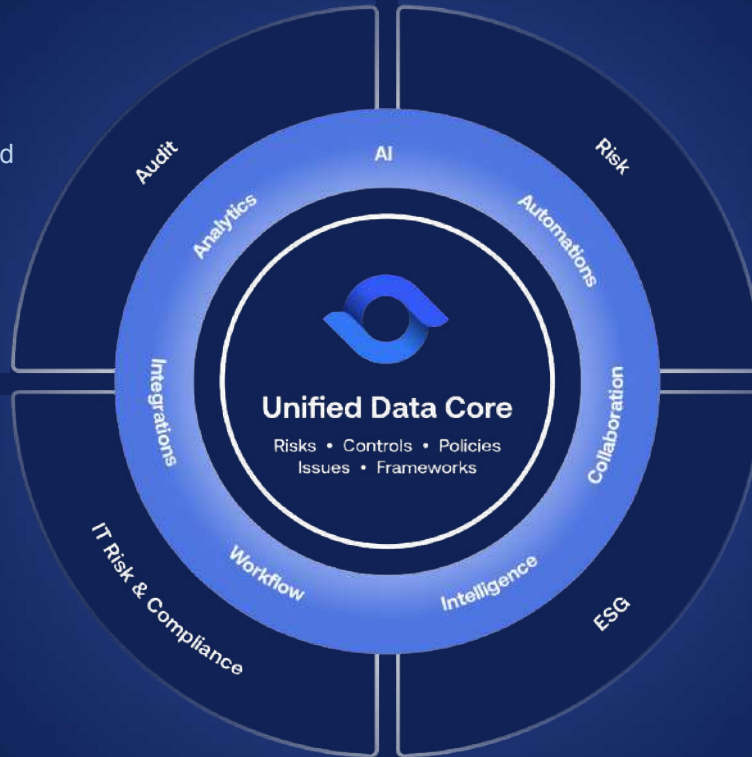 d
Audit
Risk
AI
Analytics
Automations
Integrations
Collaboration
Unified Data Core
Risks • Controls • Policies
Issues • Frameworks
Workflow
Intelligence
IT Risk & Compliance
ESG